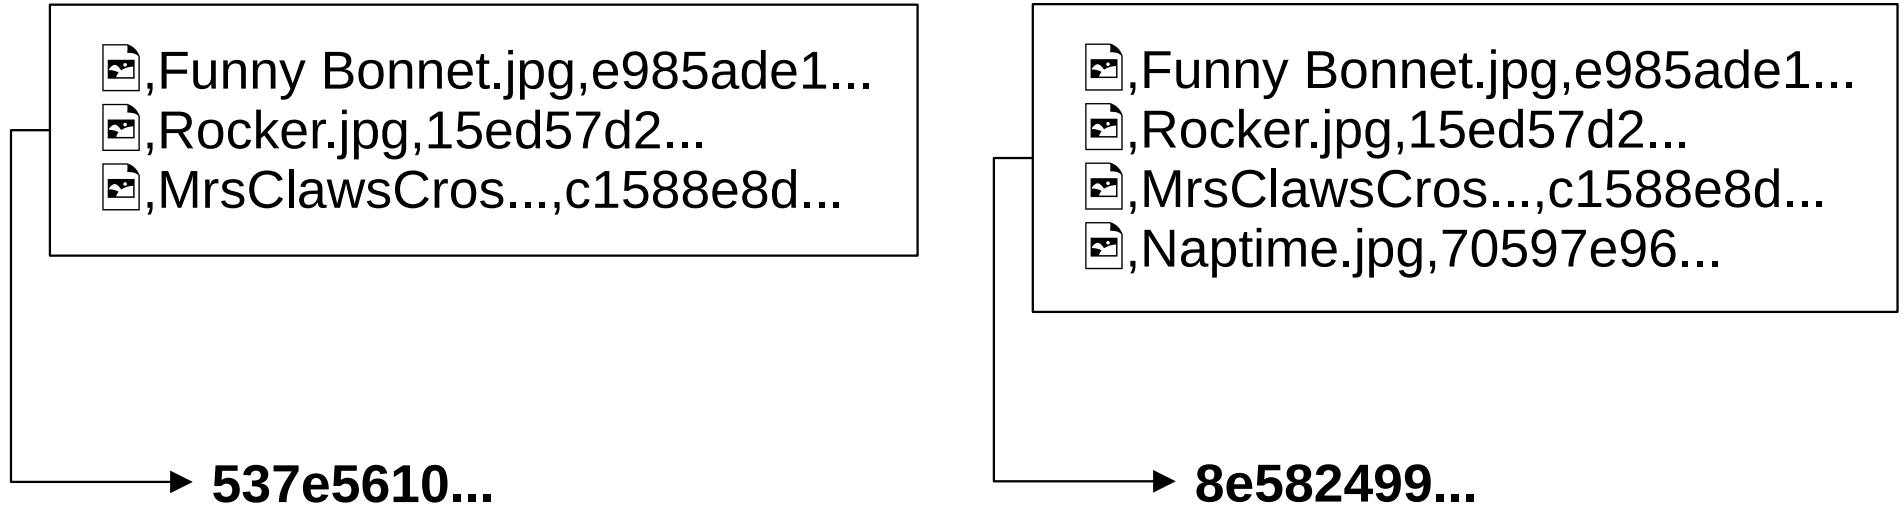 ,Funny Bonnet.jpg,e985ade1...
,Rocker.jpg,15ed57d2...
,MrsClawsCros...,c1588e8d...
537e5610...
,Funny Bonnet.jpg,e985ade1...
,Rocker.jpg,15ed57d2...
,MrsClawsCros...,c1588e8d...
,Naptime.jpg,70597e96...
8e582499...